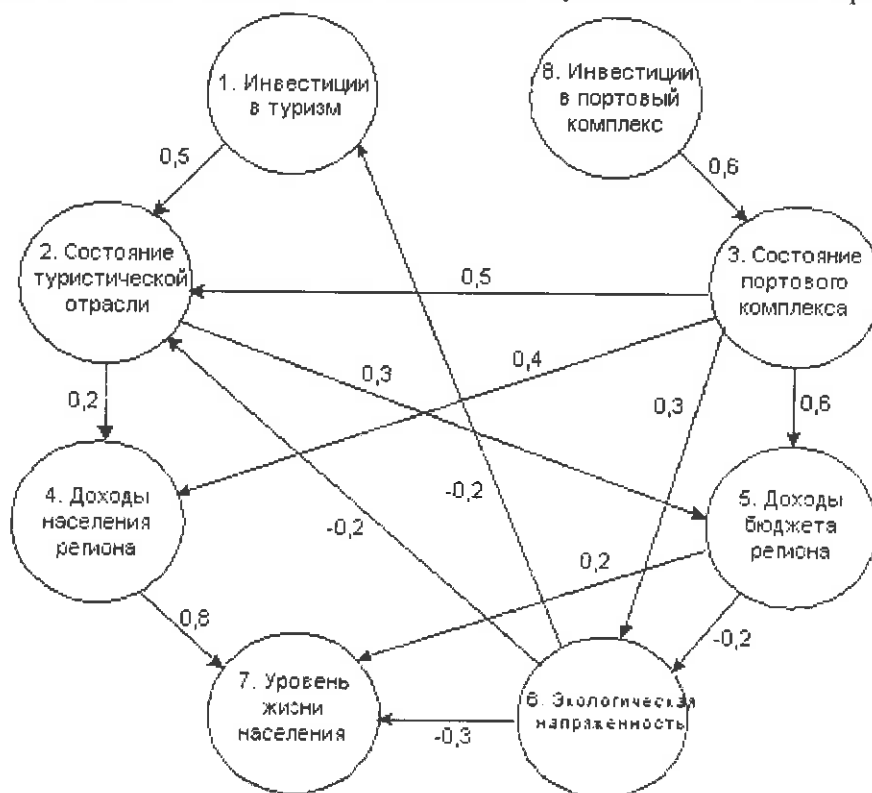 1. Инвестиции
в туризм
8. Инвестиции
в портовый
комплекс
0,5
0,6
2. Состояние
туристической
отрасли
3. Состояние
портового
комплекса
0,5
0,3
0,4
0,2
0,3
0,6
4. Доходы
населения
региона
-0,2
-0,2
5. Доходы
бюджета
региона
0,2
0,8
-0,2
7. Уровень
жизни
населения
6. Экологическая
напряженность
-0,3